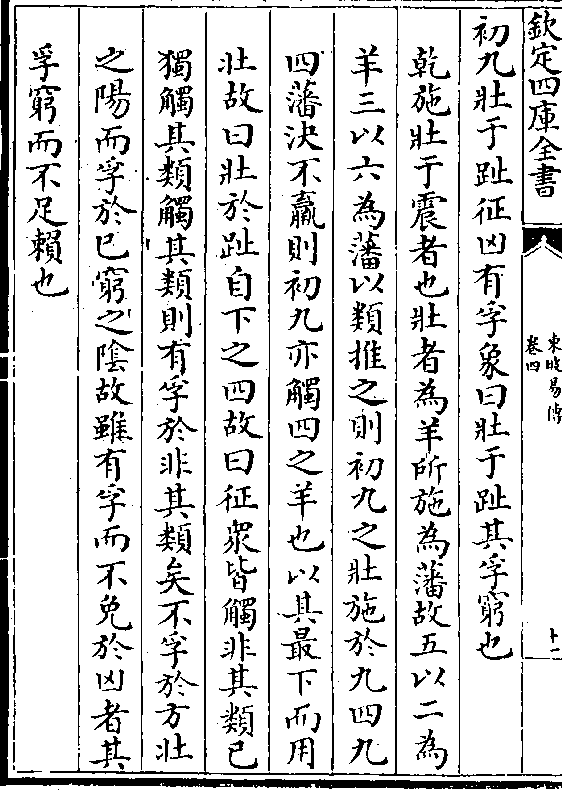 欽定四庫全書
東坡易傳
卷四
十二
初九壯于趾征凶有孚象曰壯于趾其孚窮也
乾施壯于震者也壯者為羊所施為藩故五以二為
羊三以六為藩以類推之則初九之壯施於九四九
四藩決不羸則初九亦觸四之羊也以其最下而用
壯故曰壯於趾自下之四故曰征衆皆觸非其類已
獨觸其類觸其類則有孚於非其類矣不孚於方壯
之陽而孚於已窮之隂故雖有孚而不免於凶者其
孚窮而不足賴也